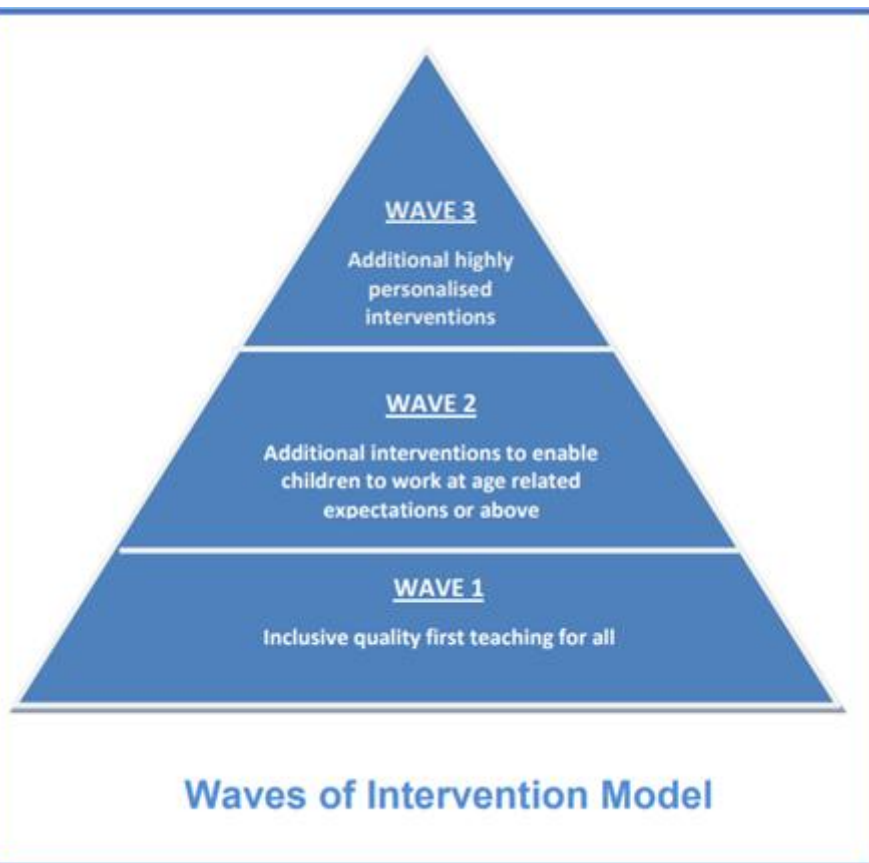 WAVE 3
Additional highly
personalised
interventions
WAVE 2
Additional interventions to enable
children to work at age related
expectations or above
WAVE 1
Inclusive quality first teaching for all
Waves of Intervention Model